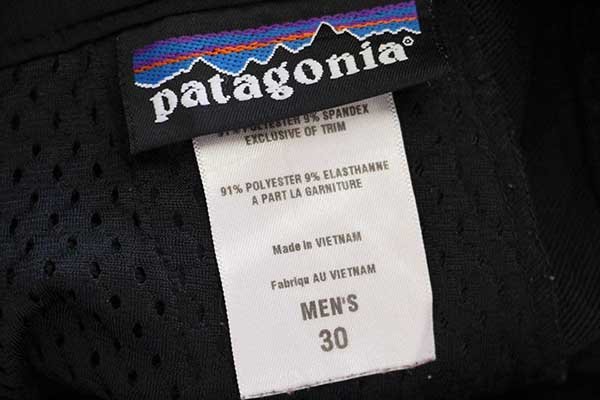 patagonia®
91% POLYESTER 9% SPANDEX
EXCLUSIVE OF TRIM
91% POLYESTER 9% ELASTHANNE
A PART LA GARNITURE
Made in VIETNAM
Fabriqu AU VIETNAM
MEN'S
30